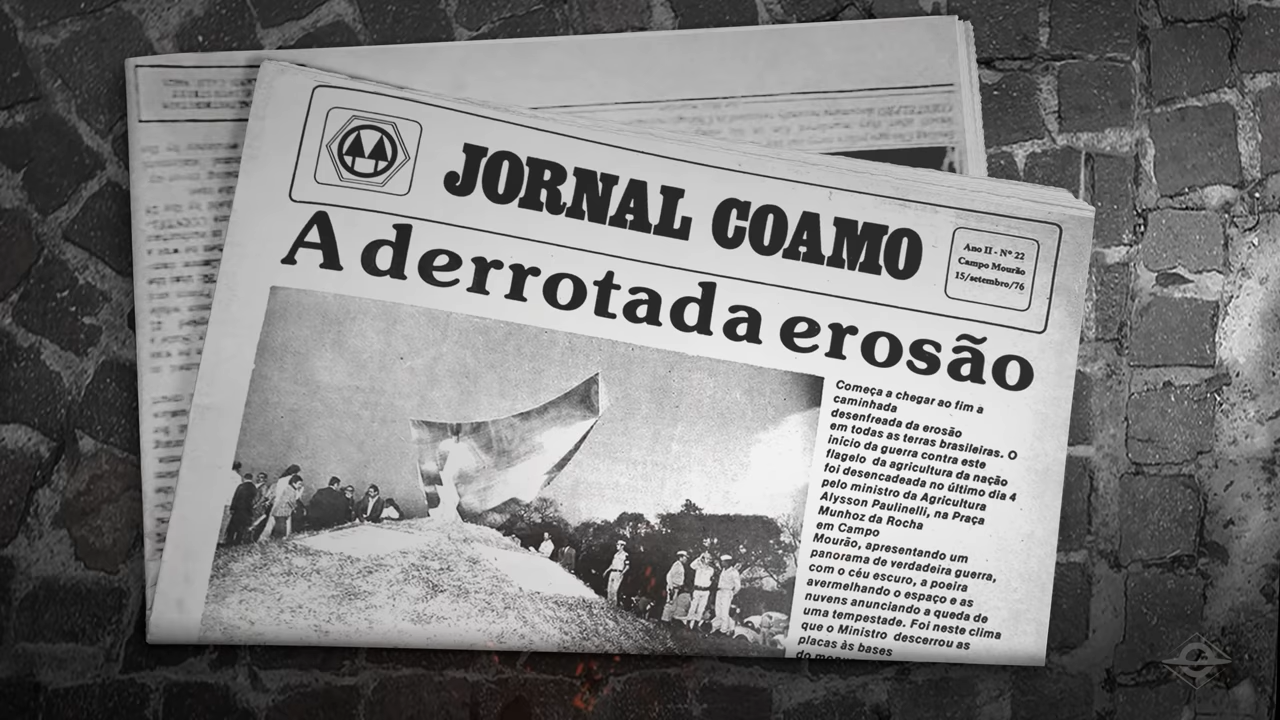 JORNAL COAMO
Ano II - Nº 22
Campo Mourão
15/setembro/76
A derrota da erosão
Começa a chegar ao fim a
caminhada
desenfreada da erosão
em todas as terras brasileiras. O
início da guerra contra este
flagelo da agricultura da nação
foi desencadeada no último dia 4
pelo ministro da Agricultura
Alysson Paulinelli, na Praça
Munhoz da Rocha
em Campo
Mourão, apresentando um
panorama de verdadeira guerra,
com o céu escuro, a poeira
avermelhando o espaço e as
nuvens anunciando a queda de
uma tempestade. Foi neste clima
que o Ministro descerrou as
placas às bases